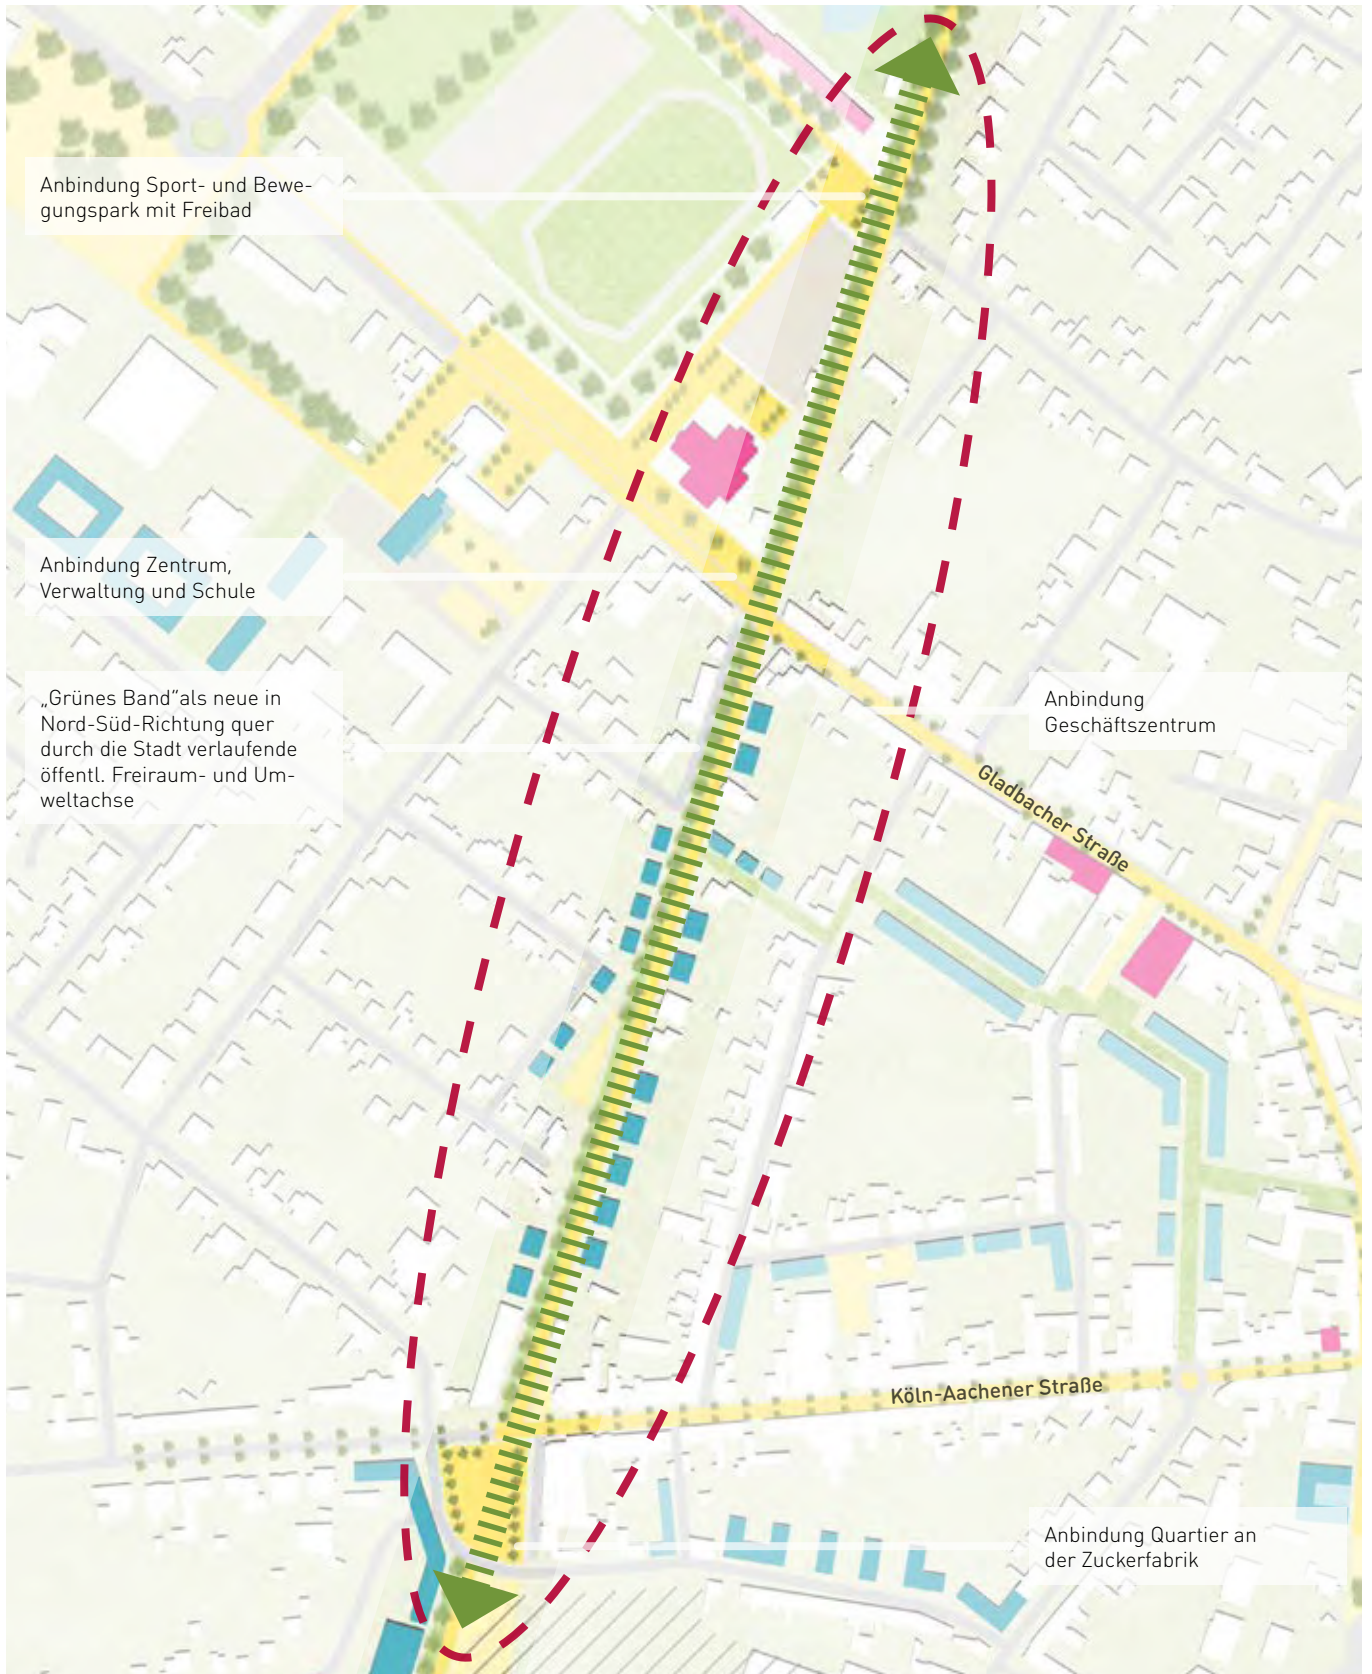 Anbindung Sport- und Bewe-
gungspark mit Freibad
Anbindung Zentrum,
Verwaltung und Schule
„Grünes Band"als neue in
Nord-Süd-Richtung quer
durch die Stadt verlaufende
öffentl. Freiraum- und Um-
weltachse
Anbindung
Geschäftszentrum
Gladbacher Straße
Köln-Aachener Straße
Anbindung Quartier an
der Zuckerfabrik